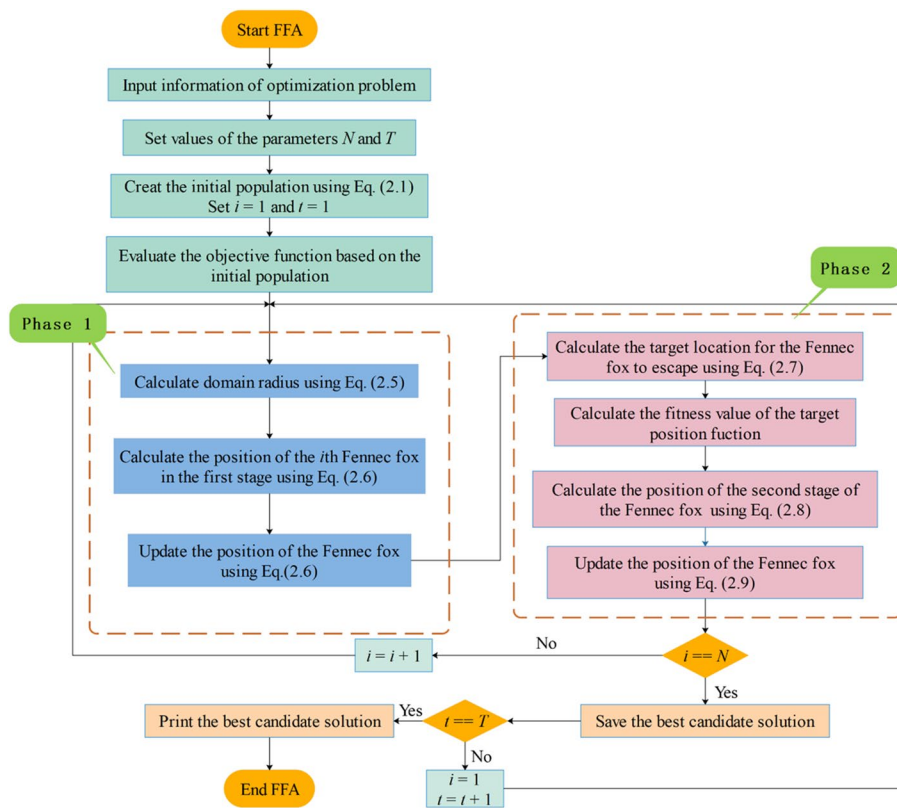 Start FFA
Input information of optimization problem
Set values of the parameters N and T
Creat the initial population using Eq. (2.1)
Set i = 1 and t = 1
Evaluate the objective function based on the
initial population
Phase 1
Calculate domain radius using Eq. (2.5)
Calculate the position of the ith Fennec fox
in the first stage using Eq. (2.6)
Update the position of the Fennec fox
using Eq.(2.6)
Phase 2
Calculate the target location for the Fennec
fox to escape using Eq. (2.7)
Calculate the fitness value of the target
position fuction
Calculate the position of the second stage of
the Fennec fox using Eq. (2.8)
Update the position of the Fennec fox
using Eq. (2.9)
i == N
No
i = i + 1
Yes
Save the best candidate solution
t == T
Yes
Print the best candidate solution
No
i = 1
t = t + 1
End FFA